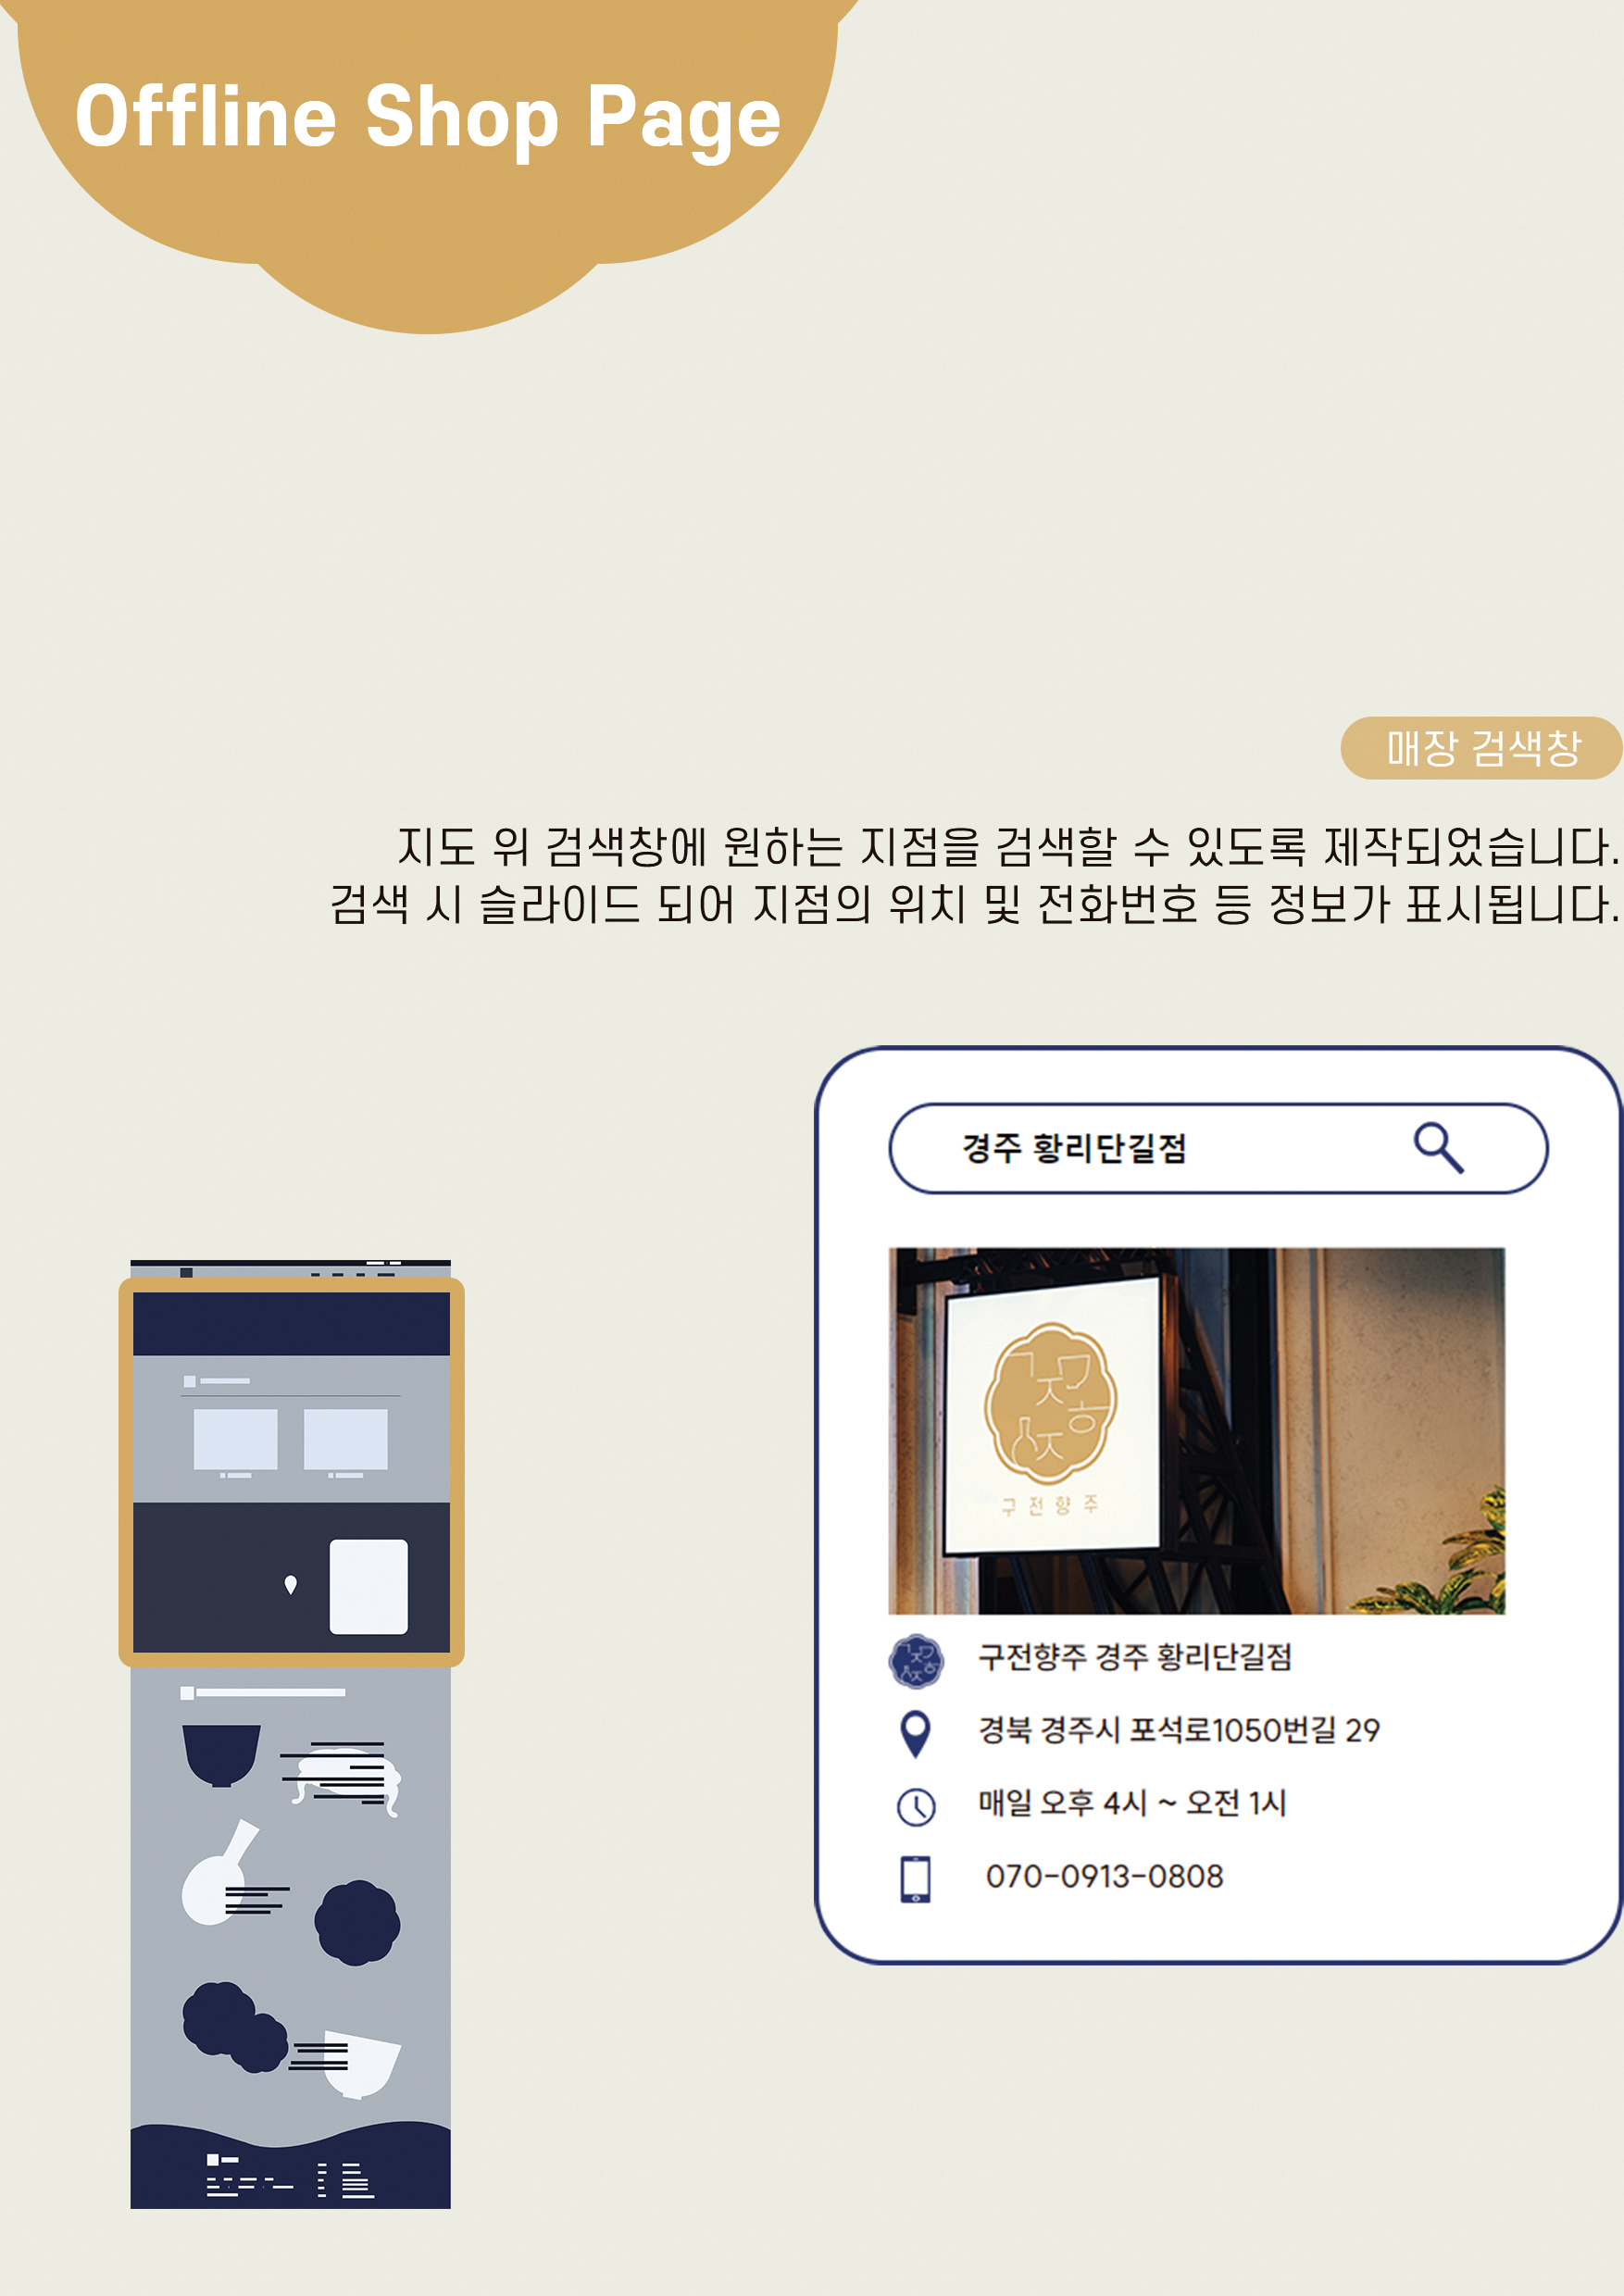 Offline Shop Page
매장 검색창
지도 위 검색창에 원하는 지점을 검색할 수 있도록 제작되었습니다.
검색 시 슬라이드 되어 지점의 위치 및 전화번호 등 정보가 표시됩니다.
경주 황리단길점
구전향주
구전향주 경주 황리단길점
경북 경주시 포석로1050번길 29
매일 오후 4시 ~ 오전 1시
070-0913-0808